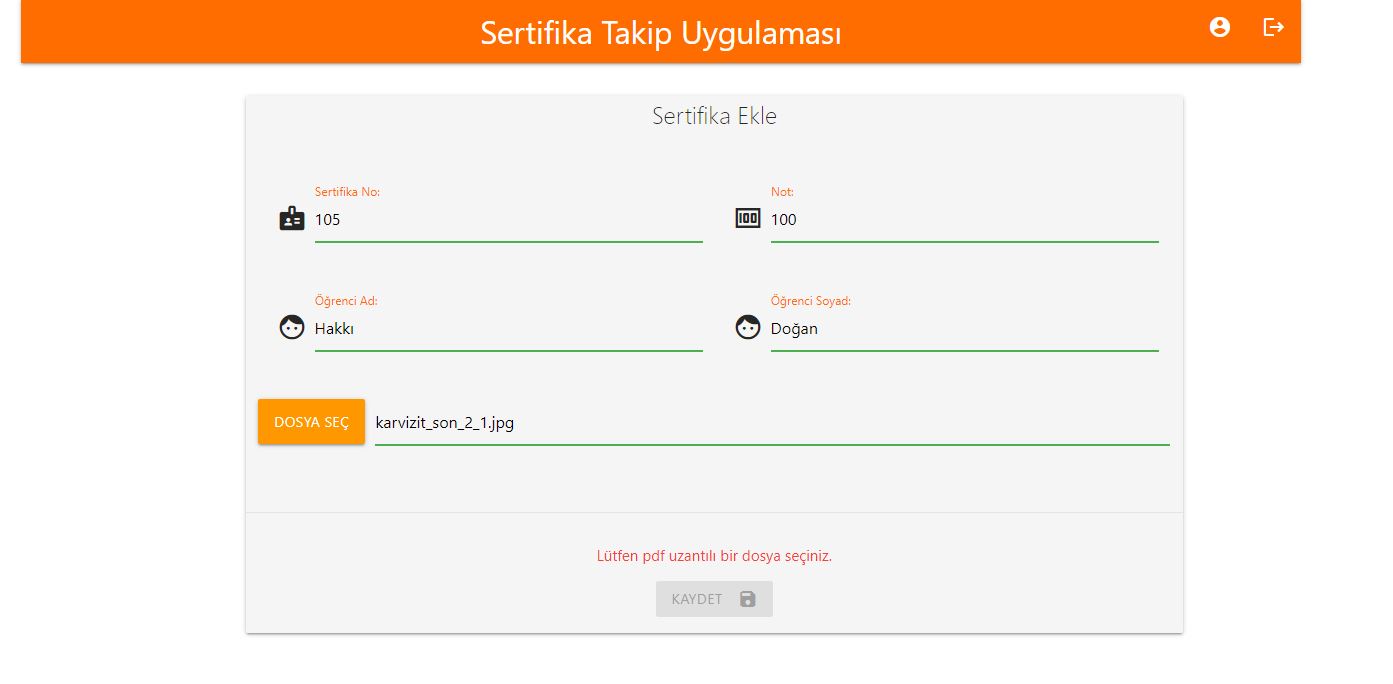 Sertifika Takip Uygulaması
Sertifika Ekle
Sertifika No:
105
Not:
100
Öğrenci Ad:
Hakkı
Öğrenci Soyad:
Doğan
DOSYA SEÇ
karvizit_son_2_1.jpg
Lütfen pdf uzantılı bir dosya seçiniz.
KAYDET